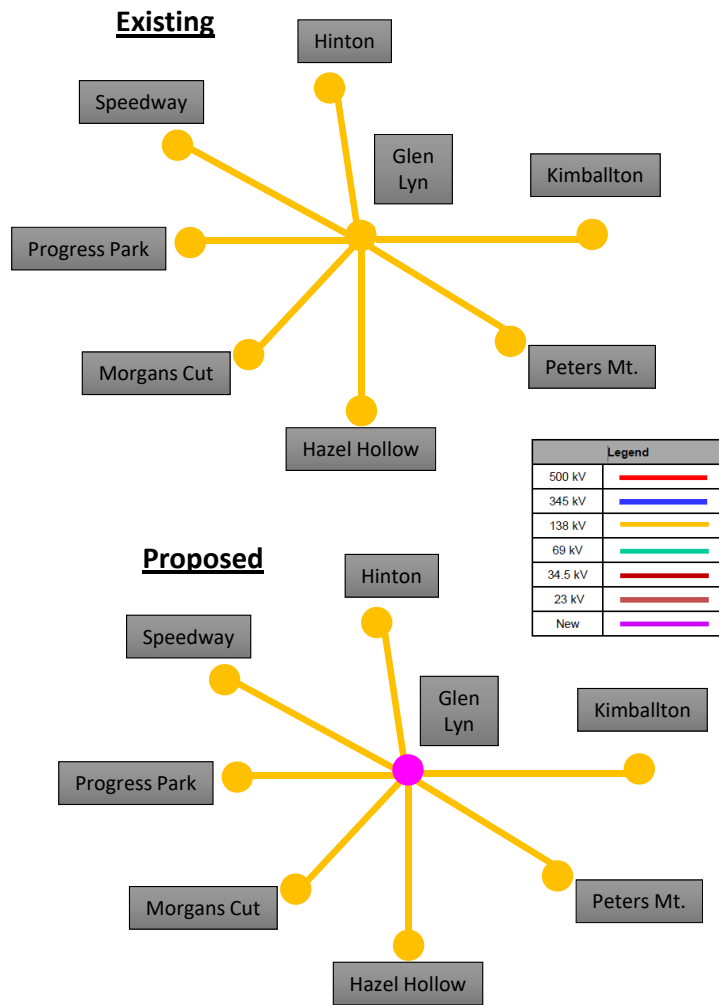 Existing
Hinton
Speedway
Glen
Lyn
Kimballton
Progress Park
Morgans Cut
Peters Mt.
Hazel Hollow
Legend
500 kV
345 kV
138 kV
69 kV
34.5 kV
23 kV
New
Proposed
Hinton
Speedway
Glen
Lyn
Kimballton
Progress Park
Morgans Cut
Peters Mt.
Hazel Hollow